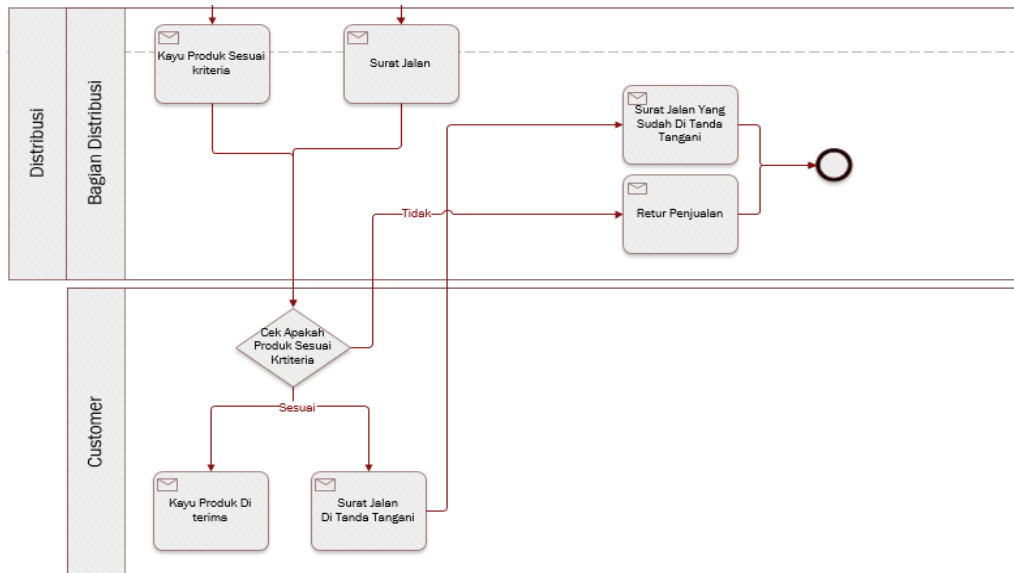 Distribusi
Bagian Distribusi
Kayu Produk Sesuai
kriteria
Surat Jalan
Surat Jalan Yang
Sudah Di Tanda
Tangani
Tidak
Retur Penjualan
Customer
Cek Apakah
Produk Sesuai
Krtiteria
Sesuai
Kayu Produk Di
terima
Surat Jalan
Di Tanda Tangani